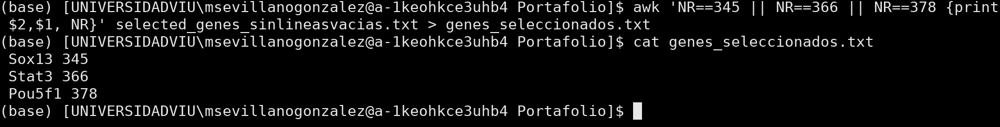 (base) [UNIVERSIDADVIU\msevillanogonzalez@a-1keohkce3uhb4 Portafolio]$ awk 'NR==345 || NR==366 || NR==378 {print
 $2,$1, NR}' selected_genes_sinlineasvacias.txt > genes_seleccionados.txt
(base) [UNIVERSIDADVIU\msevillanogonzalez@a-1keohkce3uhb4 Portafolio]$ cat genes_seleccionados.txt
 Sox13 345
 Stat3 366
 Pou5f1 378
(base) [UNIVERSIDADVIU\msevillanogonzalez@a-1keohkce3uhb4 Portafolio]$